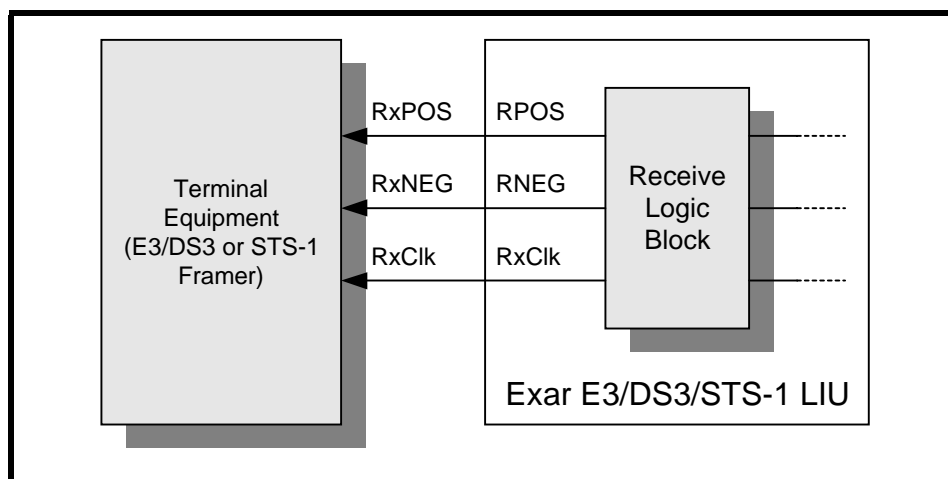 RxPOS
RPOS
Terminal
Equipment
(E3/DS3 or STS-1
Framer)
RxNEG
RNEG
Receive
Logic
Block
RxClk
RxClk
Exar E3/DS3/STS-1 LIU